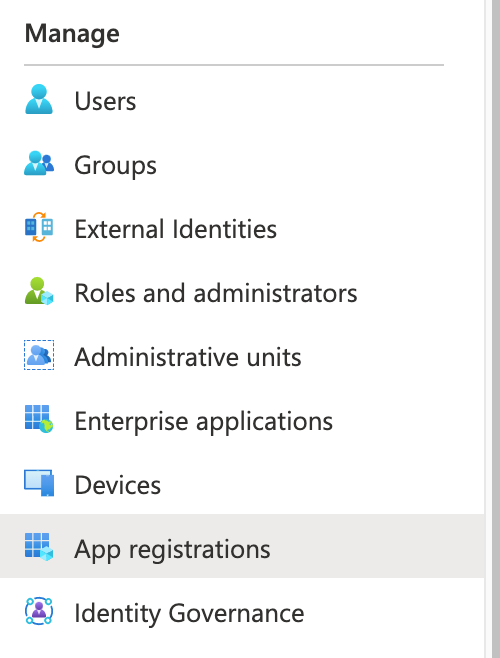 Manage
Users
Groups
External Identities
Roles and administrators
Administrative units
Enterprise applications
Devices
App registrations
Identity Governance